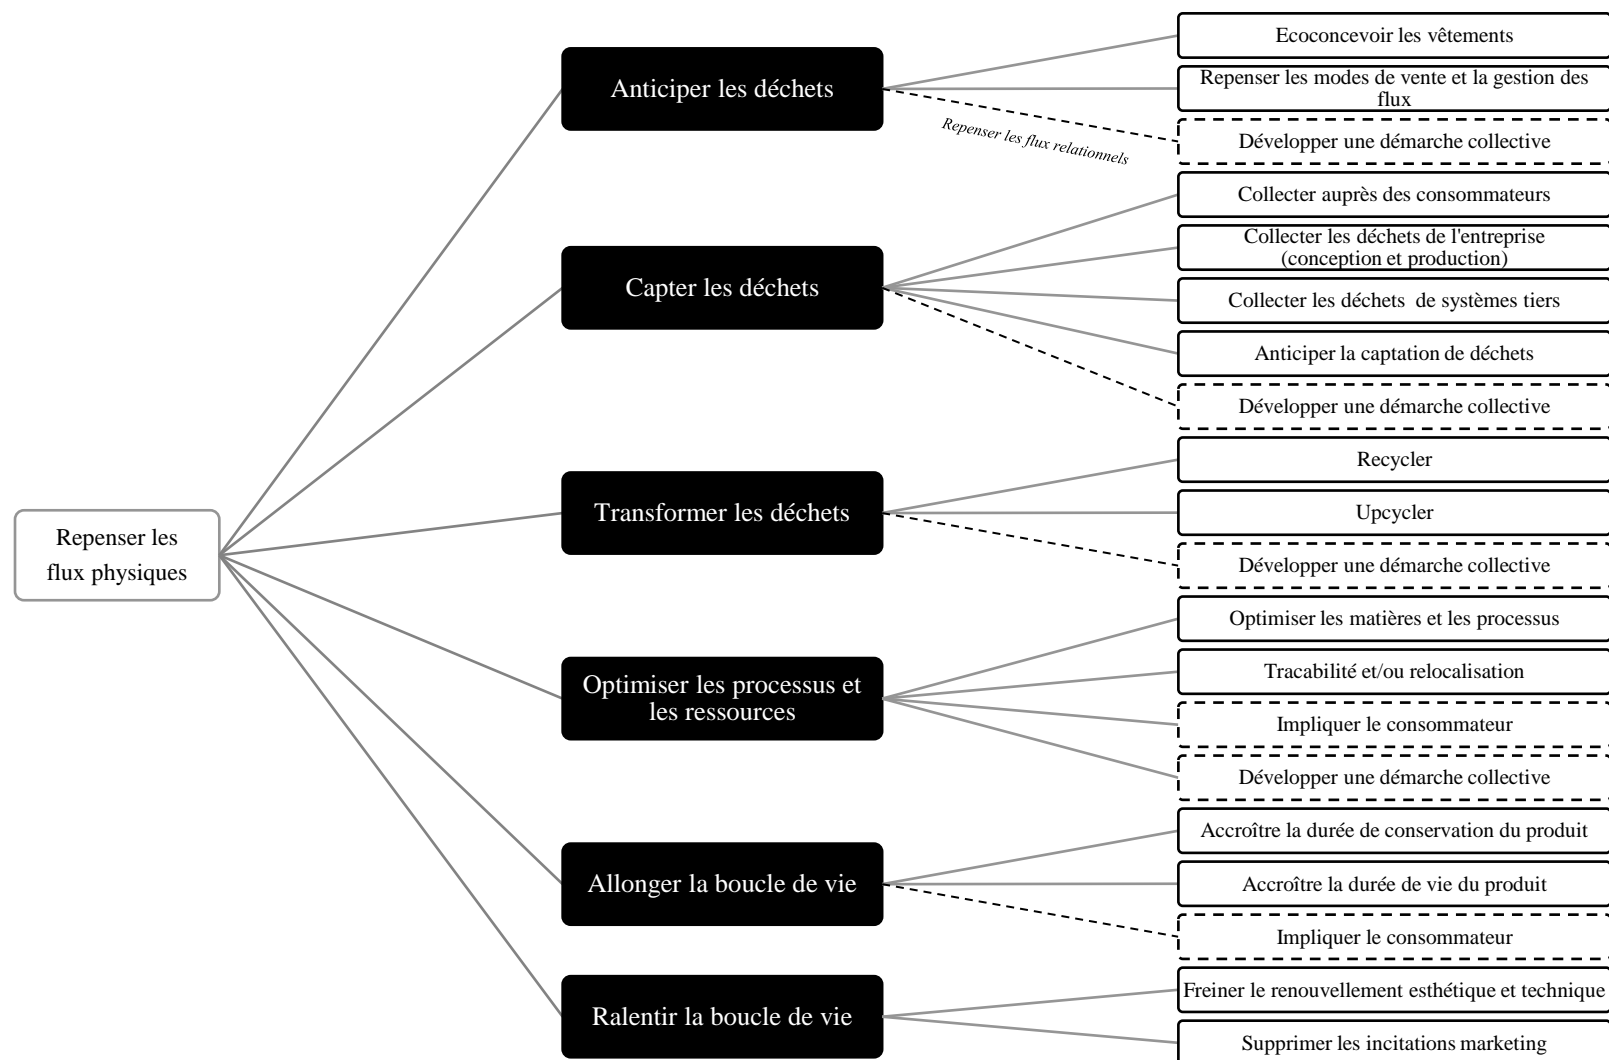 Repenser les
flux physiques
Anticiper les déchets
Ecoconcevoir les vêtements
Repenser les modes de vente et la gestion des
flux
Repenser les flux relationnels
Développer une démarche collective
Capter les déchets
Collecter auprès des consommateurs
Collecter les déchets de l'entreprise
(conception et production)
Collecter les déchets de systèmes tiers
Anticiper la captation de déchets
Développer une démarche collective
Transformer les déchets
Recycler
Upcycler
Développer une démarche collective
Optimiser les processus et
les ressources
Optimiser les matières et les processus
Tracabilité et/ou relocalisation
Impliquer le consommateur
Développer une démarche collective
Allonger la boucle de vie
Accroître la durée de conservation du produit
Accroître la durée de vie du produit
Impliquer le consommateur
Ralentir la boucle de vie
Freiner le renouvellement esthétique et technique
Supprimer les incitations marketing